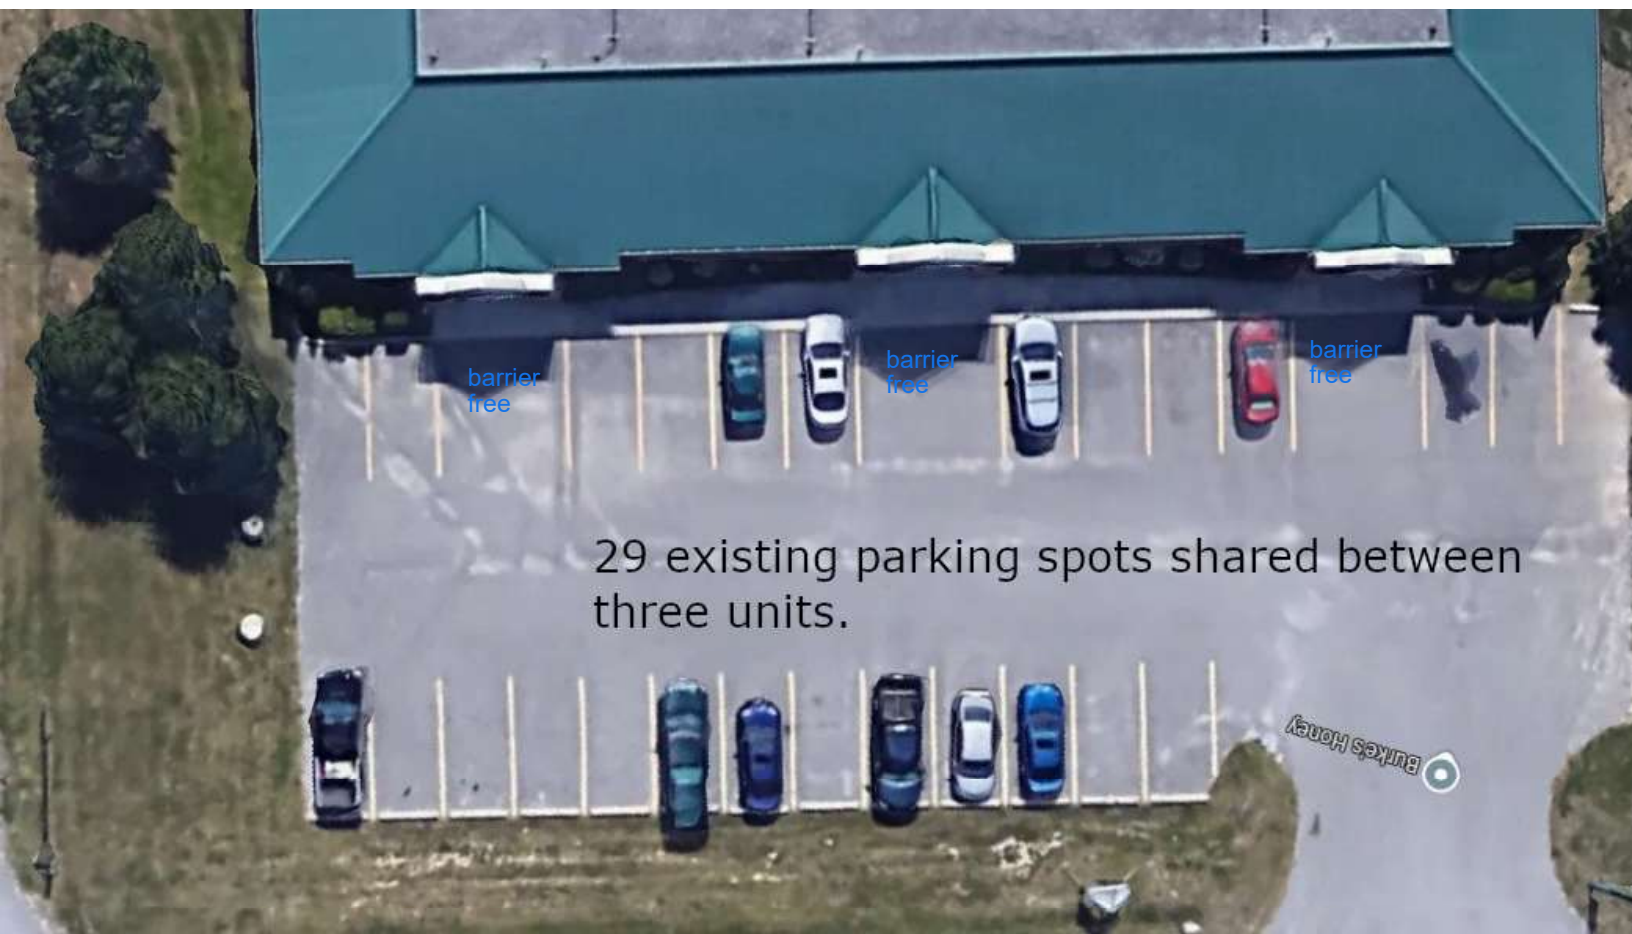 barrier
free
barrier
free
barrier
free
29 existing parking spots shared between
three units.
Burke's Honey